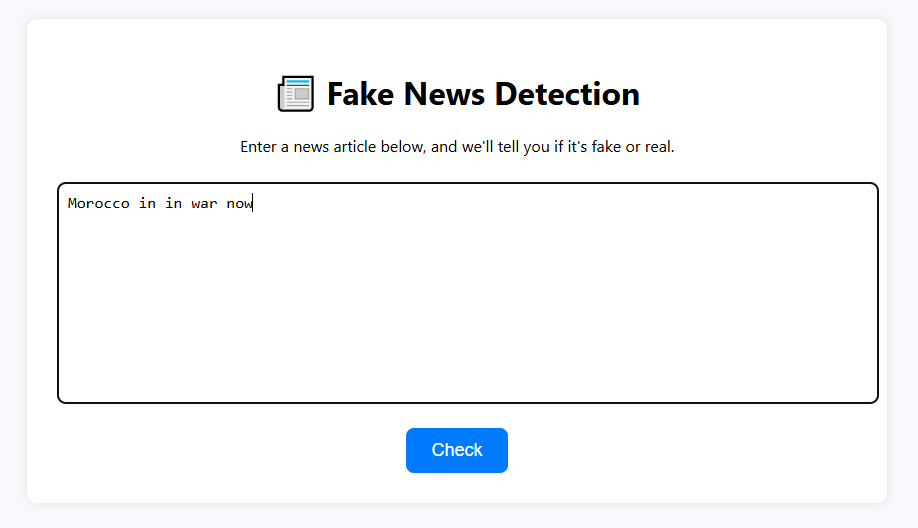 Fake News Detection
Enter a news article below, and we'll tell you if it's fake or real.
Morocco in in war now
Check